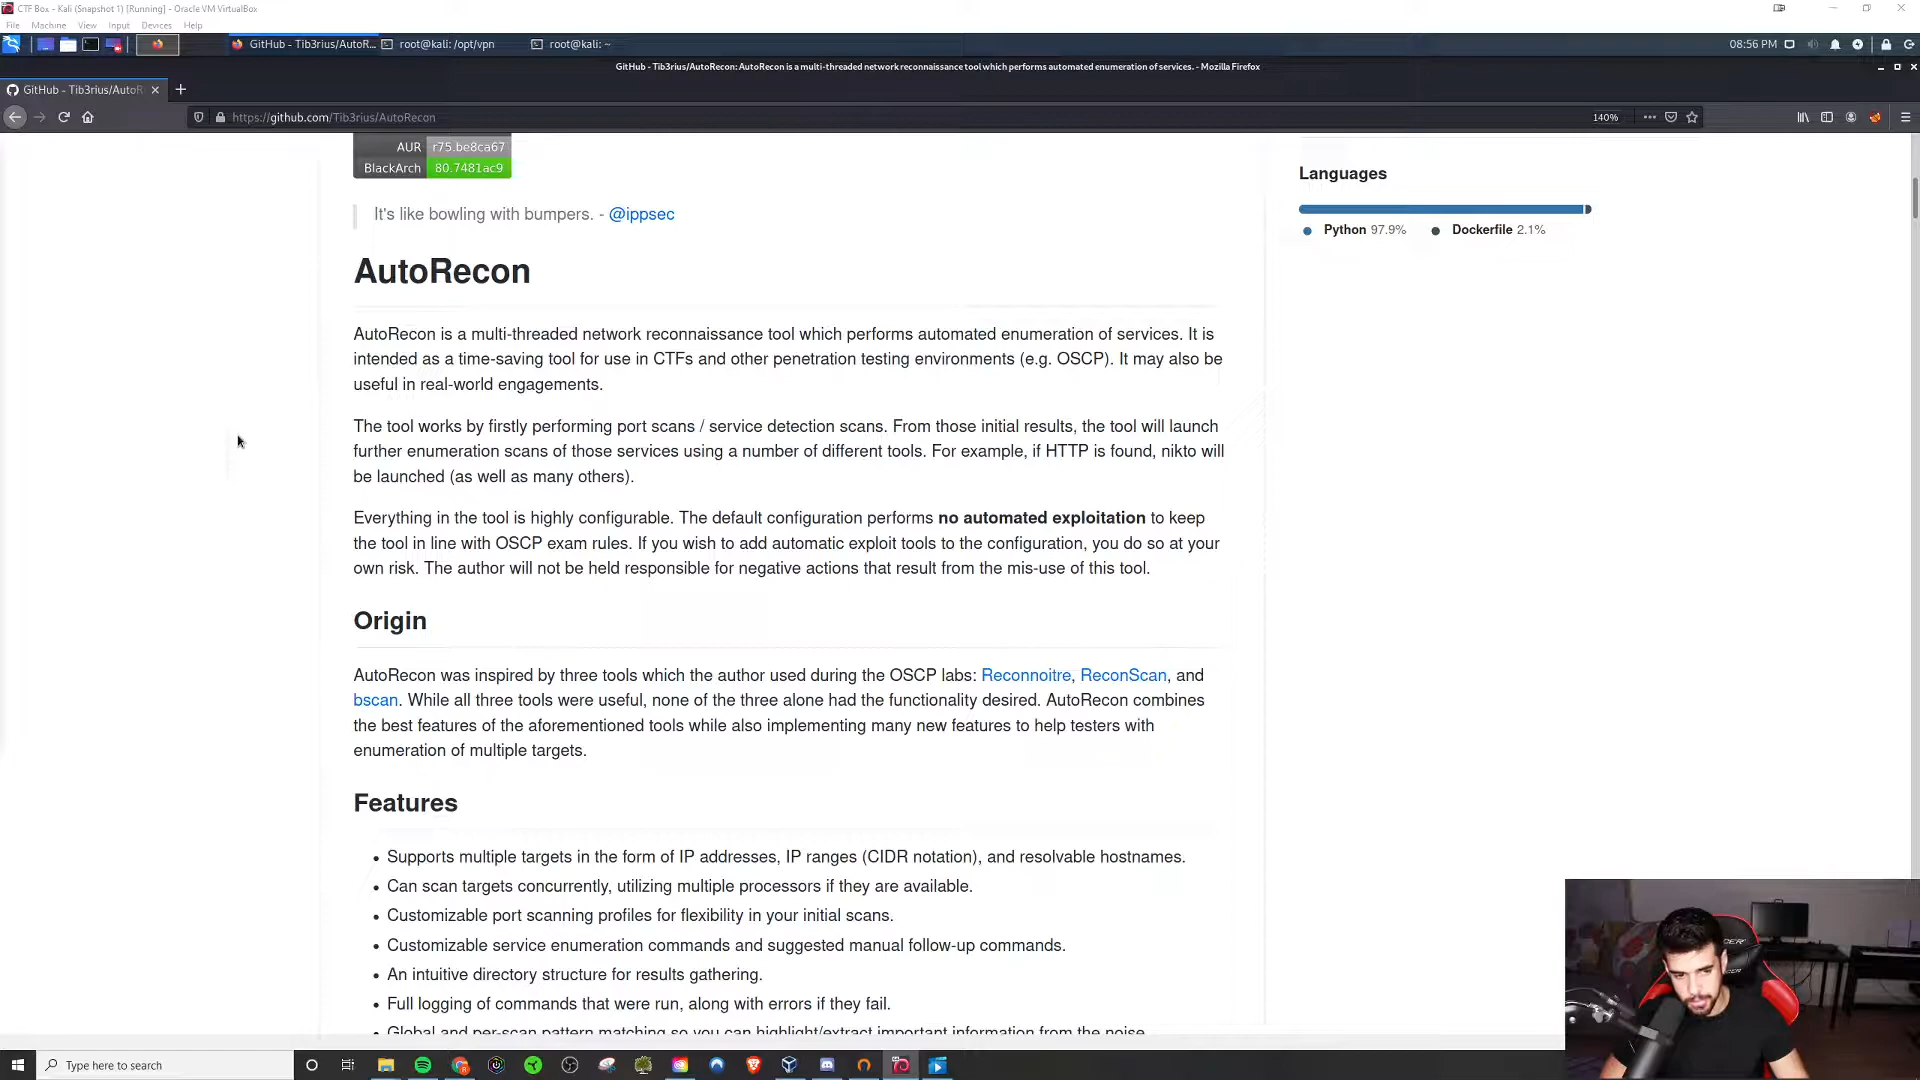 CTF Box - Kali (Snapshot 1) [Running] - Oracle VM VirtualBox
File Machine View Input Devices Help
GitHub - Tib3rius/AutoR... root@kali: /opt/vpn root@kali: ~ 08:56 PM
GitHub - Tib3rius/AutoRecon: AutoRecon is a multi-threaded network reconnaissance tool which performs automated enumeration of services. - Mozilla Firefox
GitHub - Tib3rius/AutoR
https://github.com/Tib3rius/AutoRecon 140%
AUR r75.be8ca67
BlackArch 80.7481ac9
It's like bowling with bumpers. - @ippsec
AutoRecon
AutoRecon is a multi-threaded network reconnaissance tool which performs automated enumeration of services. It is
intended as a time-saving tool for use in CTFs and other penetration testing environments (e.g. OSCP). It may also be
useful in real-world engagements.
The tool works by firstly performing port scans / service detection scans. From those initial results, the tool will launch
further enumeration scans of those services using a number of different tools. For example, if HTTP is found, nikto will
be launched (as well as many others).
Everything in the tool is highly configurable. The default configuration performs no automated exploitation to keep
the tool in line with OSCP exam rules. If you wish to add automatic exploit tools to the configuration, you do so at your
own risk. The author will not be held responsible for negative actions that result from the mis-use of this tool.
Origin
AutoRecon was inspired by three tools which the author used during the OSCP labs: Reconnoitre, ReconScan, and
bscan. While all three tools were useful, none of the three alone had the functionality desired. AutoRecon combines
the best features of the aforementioned tools while also implementing many new features to help testers with
enumeration of multiple targets.
Features
Supports multiple targets in the form of IP addresses, IP ranges (CIDR notation), and resolvable hostnames.
Can scan targets concurrently, utilizing multiple processors if they are available.
Customizable port scanning profiles for flexibility in your initial scans.
Customizable service enumeration commands and suggested manual follow-up commands.
An intuitive directory structure for results gathering.
Full logging of commands that were run, along with errors if they fail.
Global and per-scan pattern matching so you can highlight/extract important information from the noise
Languages
Python 97.9% Dockerfile 2.1%
Type here to search